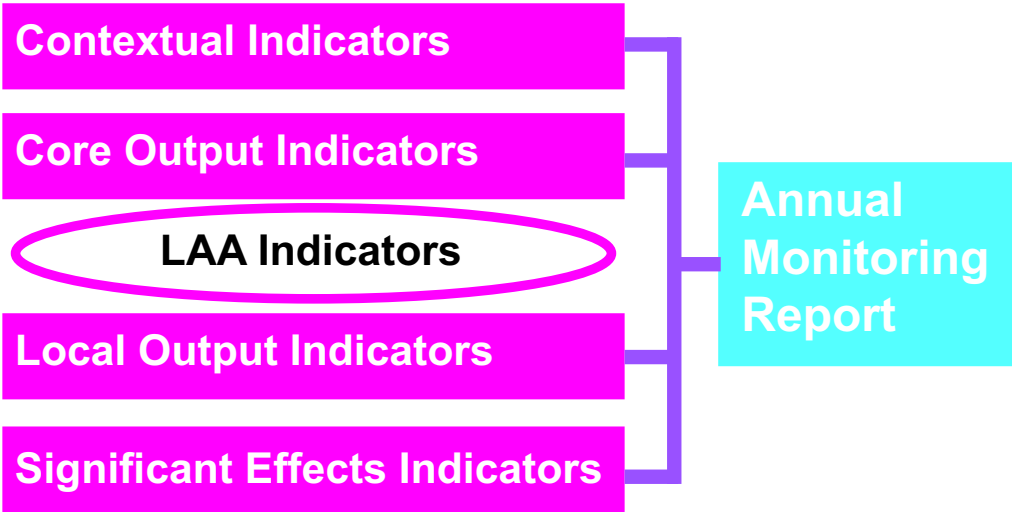 Contextual Indicators
Core Output Indicators
LAA Indicators
Local Output Indicators
Significant Effects Indicators
Annual
Monitoring
Report